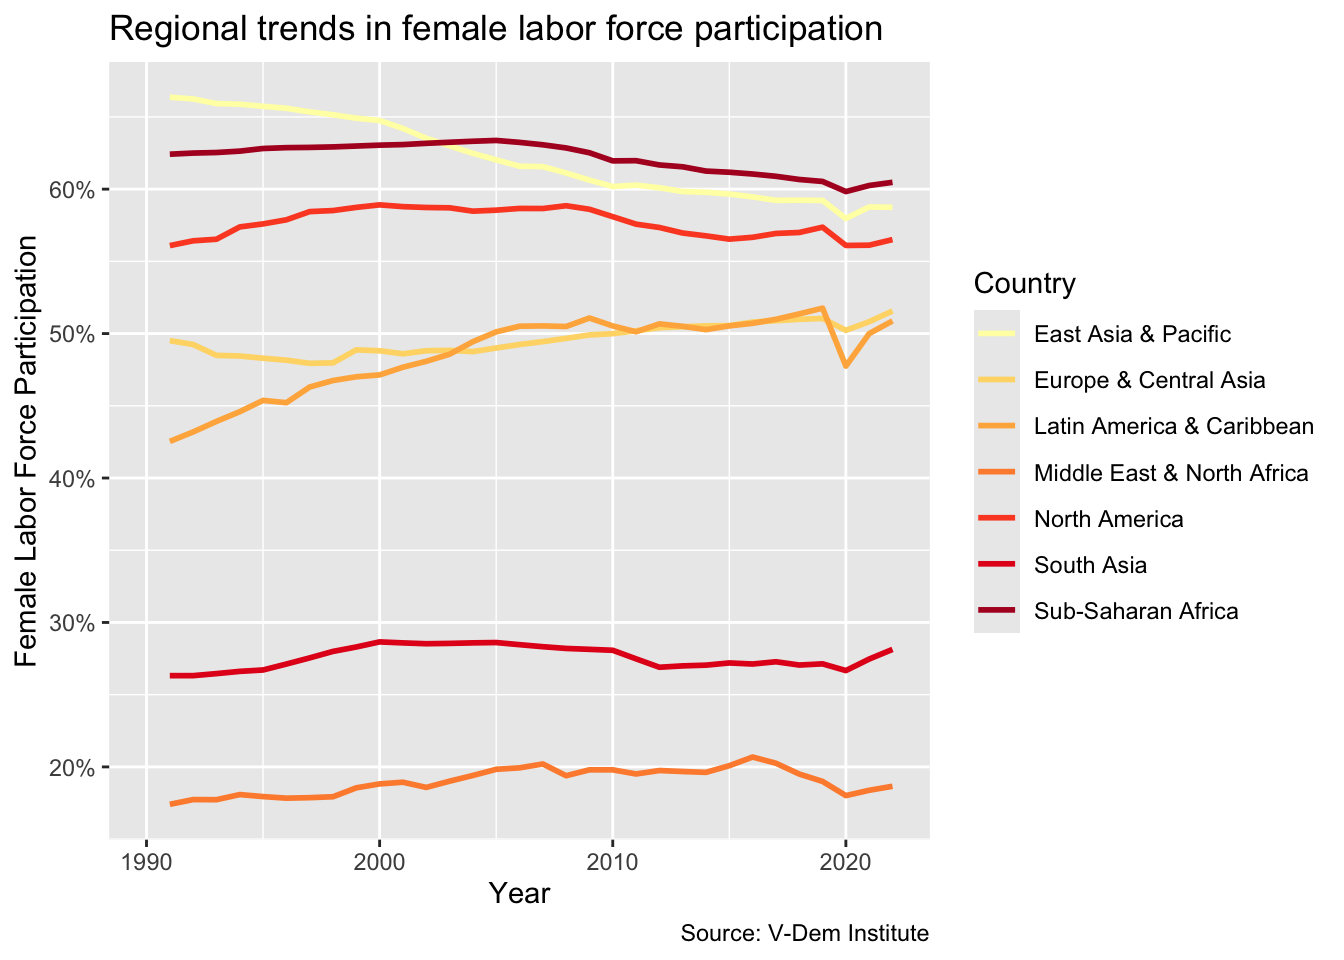 Regional trends in female labor force participation
Female Labor Force Participation
60%
50%
40%
30%
20%
1990
2000
2010
2020
Year
Country
East Asia & Pacific
Europe & Central Asia
Latin America & Caribbean
Middle East & North Africa
North America
South Asia
Sub-Saharan Africa
Source: V-Dem Institute